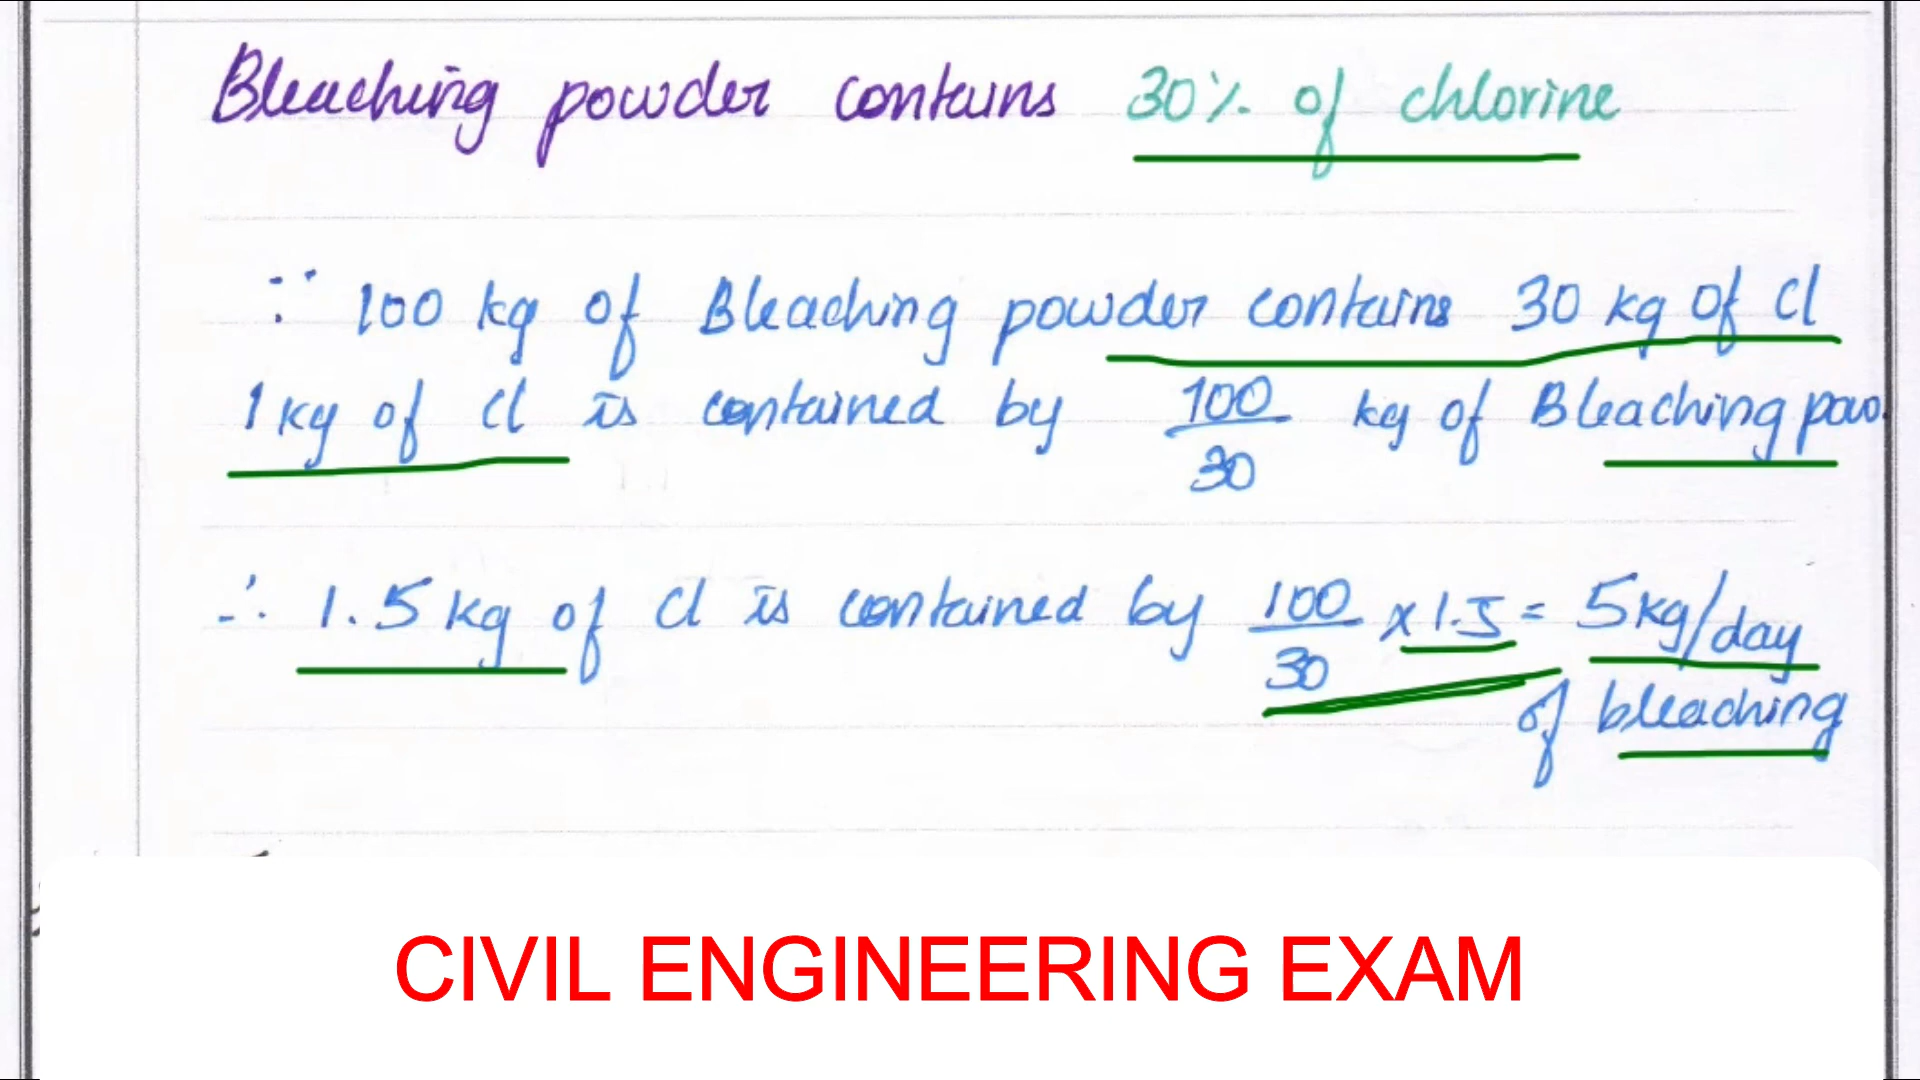 Bleaching powder contains 30% of chlorine
∵ 100 kg of Bleaching powder contains 30 kg of Cl
1 kg of Cl is contained by 100/30 kg of Bleaching pow
∴ 1.5 kg of Cl is contained by 100/30 x 1.5 = 5kg/day
of bleaching
CIVIL ENGINEERING EXAM